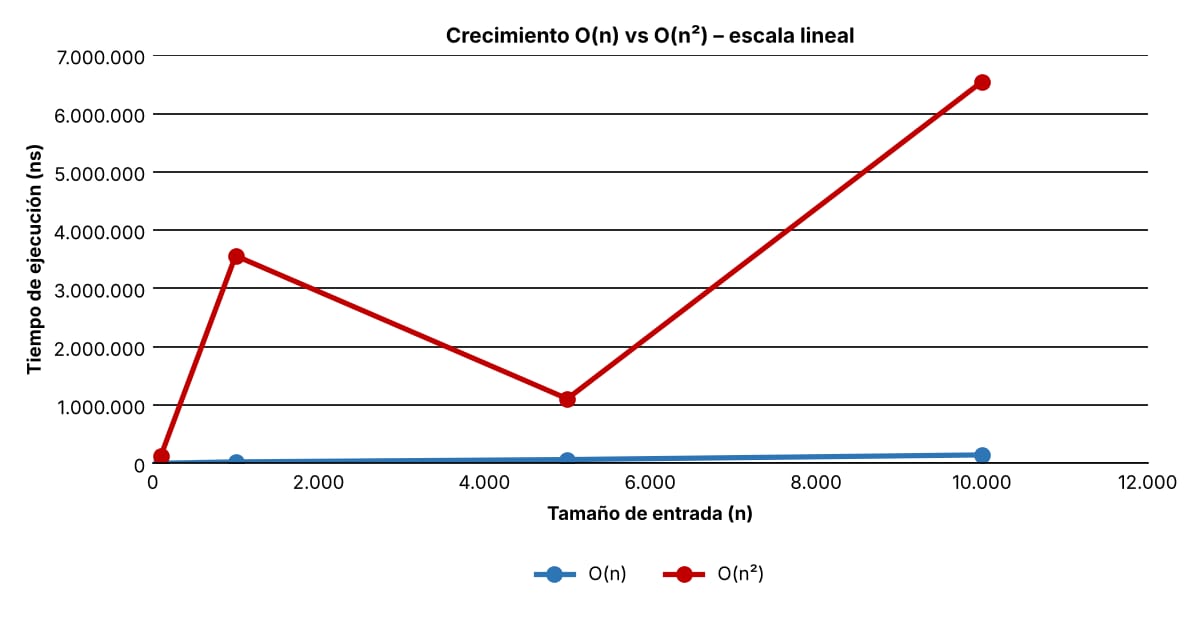 Crecimiento O(n) vs O(n²) – escala lineal
7.000.000
6.000.000
5.000.000
4.000.000
3.000.000
2.000.000
1.000.000
0
Tiempo de ejecución (ns)
0 2.000 4.000 6.000 8.000 10.000 12.000
Tamaño de entrada (n)
O(n) O(n²)